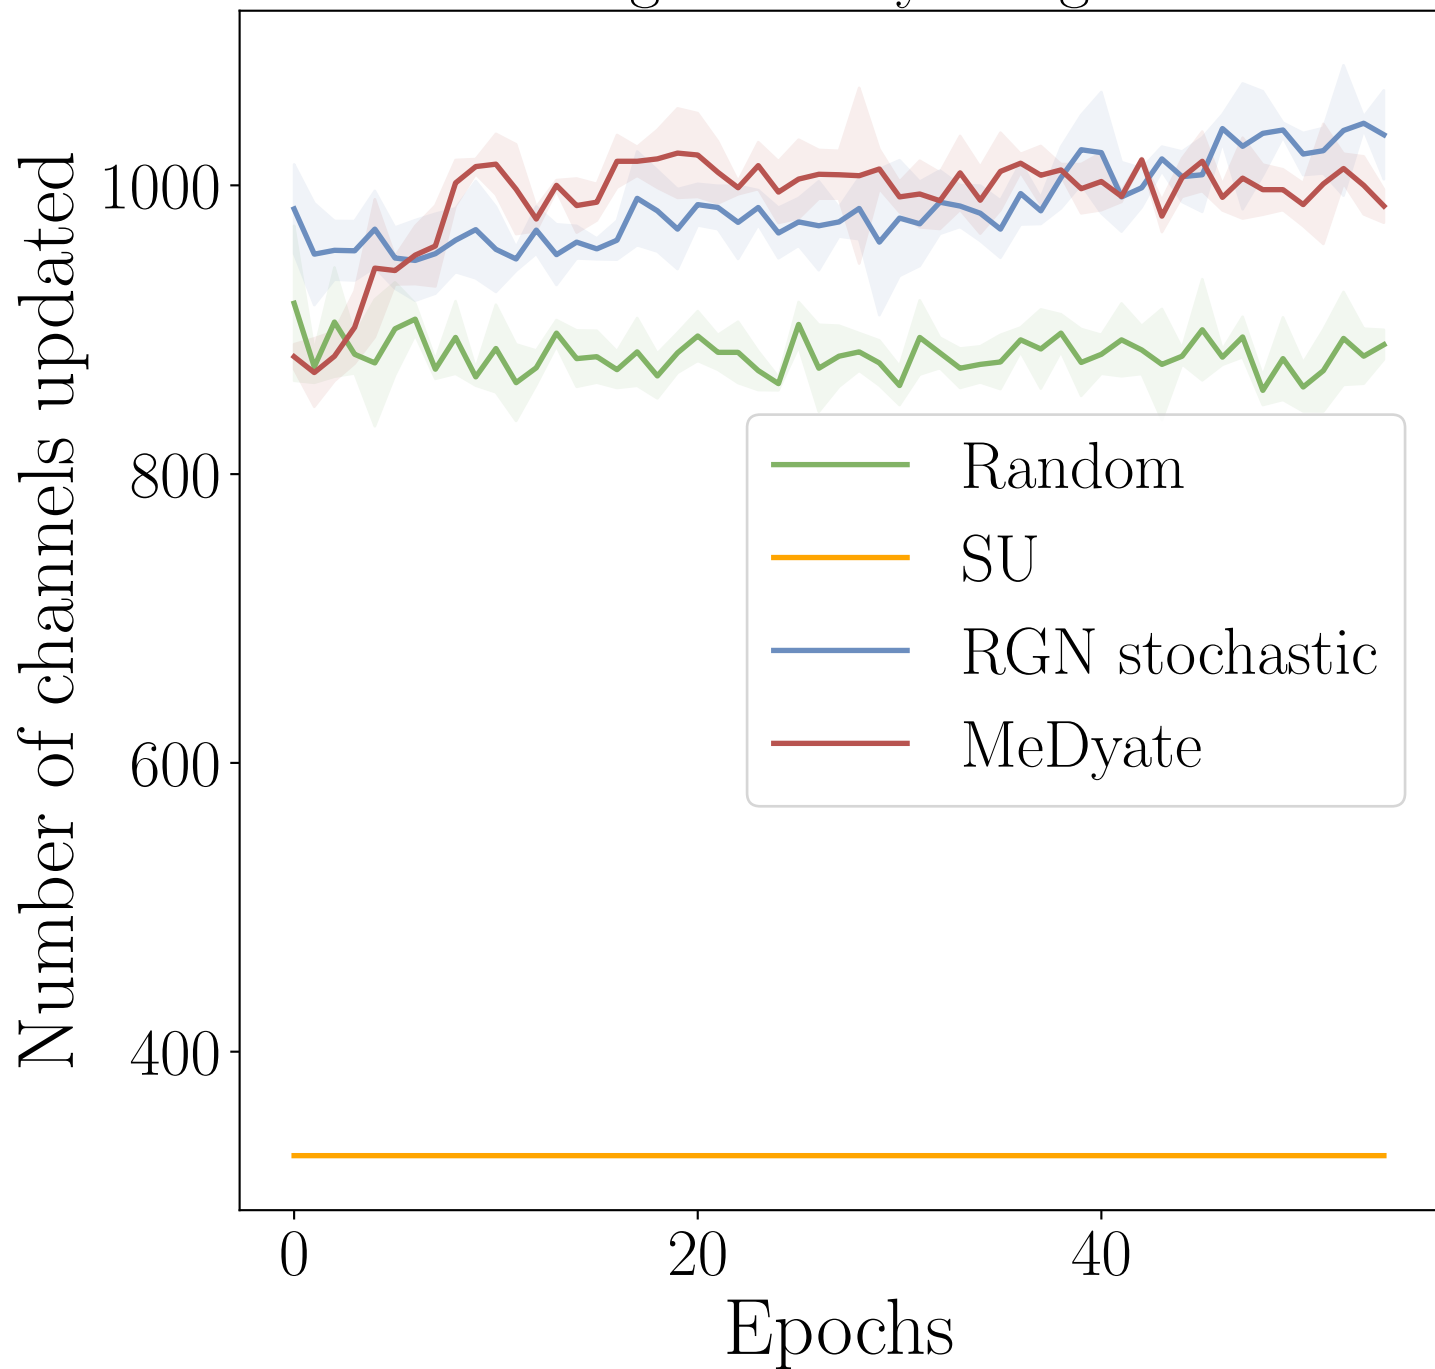 Number of channels updated
1000
800
600
400
Random
SU
RGN stochastic
MeDyate
0 20 40
Epochs